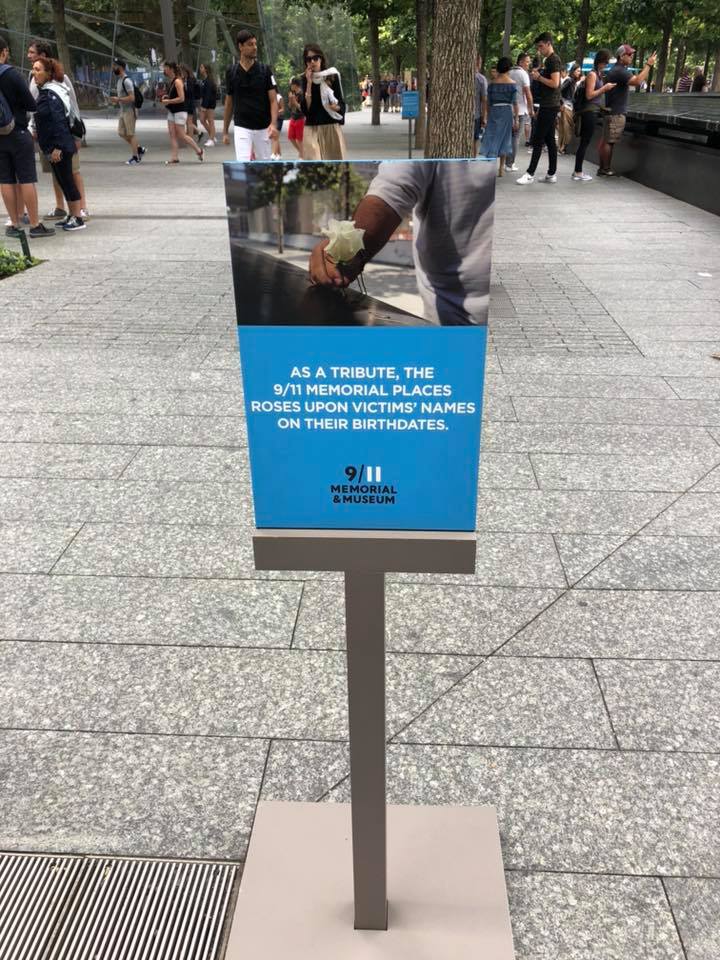 AS A TRIBUTE, THE
9/11 MEMORIAL PLACES
ROSES UPON VICTIMS' NAMES
ON THEIR BIRTHDATES.
9/11
MEMORIAL
& MUSEUM